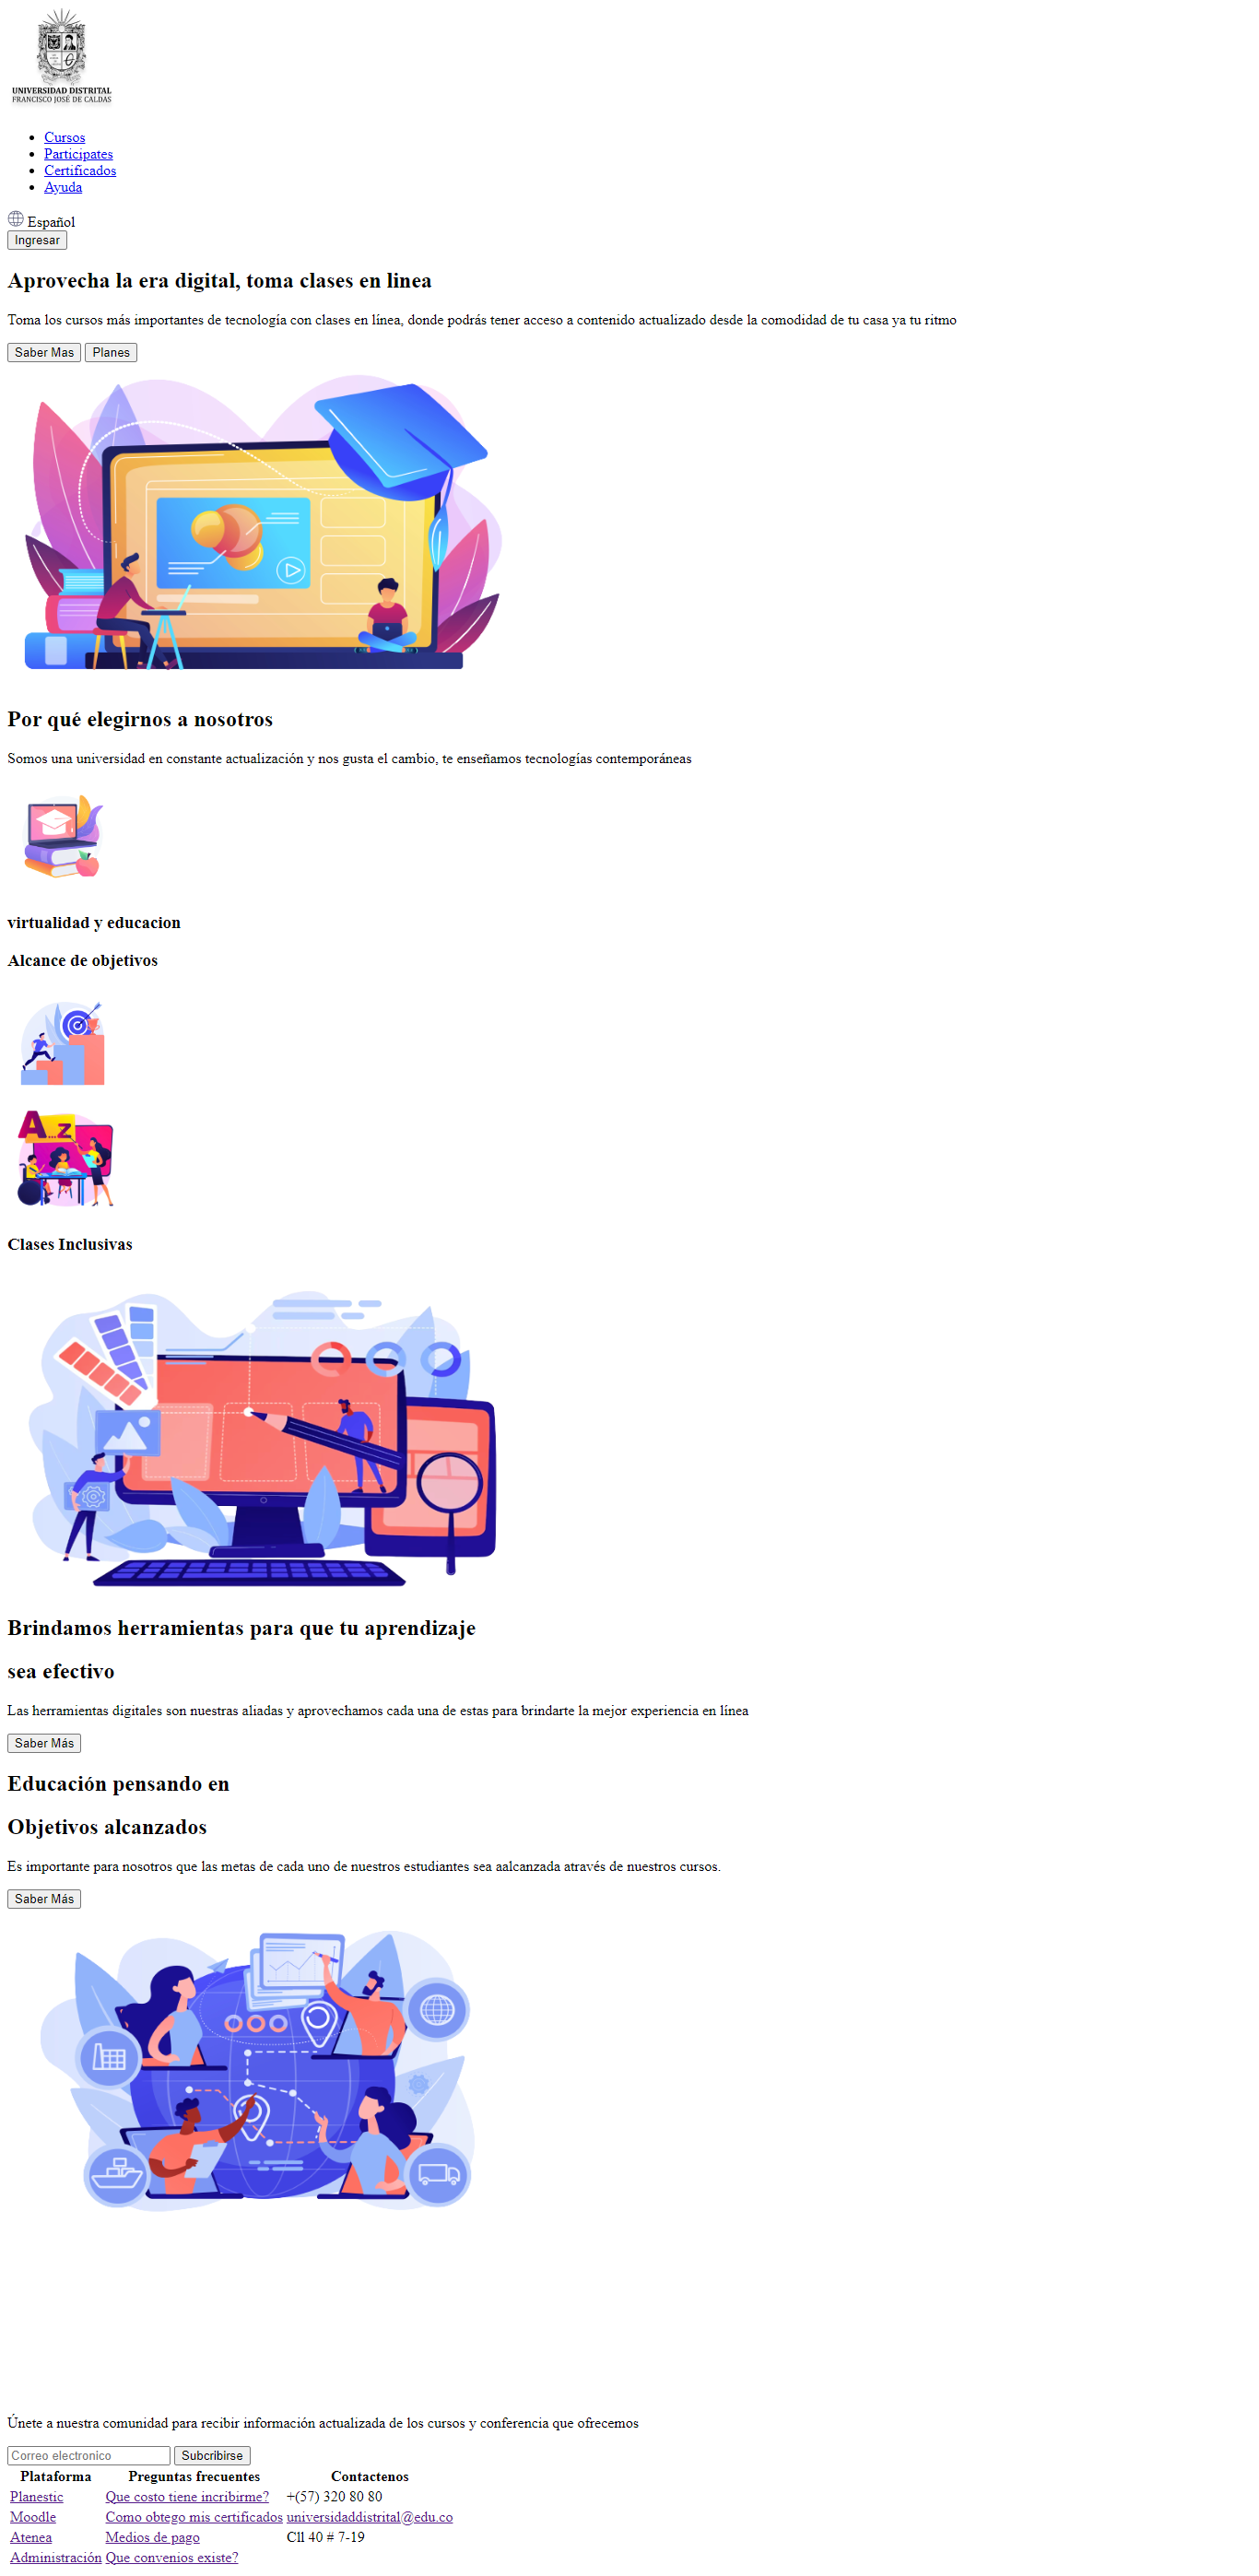 UNIVERSIDAD DISTRITAL
FRANCISCO JOSÉ DE CALDAS
Cursos
Participates
Certificados
Ayuda
Español
Ingresar
Aprovecha la era digital, toma clases en linea
Toma los cursos más importantes de tecnología con clases en línea, donde podrás tener acceso a contenido actualizado desde la comodidad de tu casa ya tu ritmo
Saber Mas Planes
Por qué elegirnos a nosotros
Somos una universidad en constante actualización y nos gusta el cambio, te enseñamos tecnologías contemporáneas
virtualidad y educacion
Alcance de objetivos
A...Z
Clases Inclusivas
Brindamos herramientas para que tu aprendizaje
sea efectivo
Las herramientas digitales son nuestras aliadas y aprovechamos cada una de estas para brindarte la mejor experiencia en línea
Saber Más
Educación pensando en
Objetivos alcanzados
Es importante para nosotros que las metas de cada uno de nuestros estudiantes sea aalcanzada através de nuestros cursos.
Saber Más
Únete a nuestra comunidad para recibir información actualizada de los cursos y conferencia que ofrecemos
Correo electronico Subcribirse
Plataforma Preguntas frecuentes Contactenos
Planestic Que costo tiene incribirme? +(57) 320 80 80
Moodle Como obtego mis certificados universidaddistrital@edu.co
Atenea Medios de pago Cll 40 # 7-19
Administración Que convenios existe?